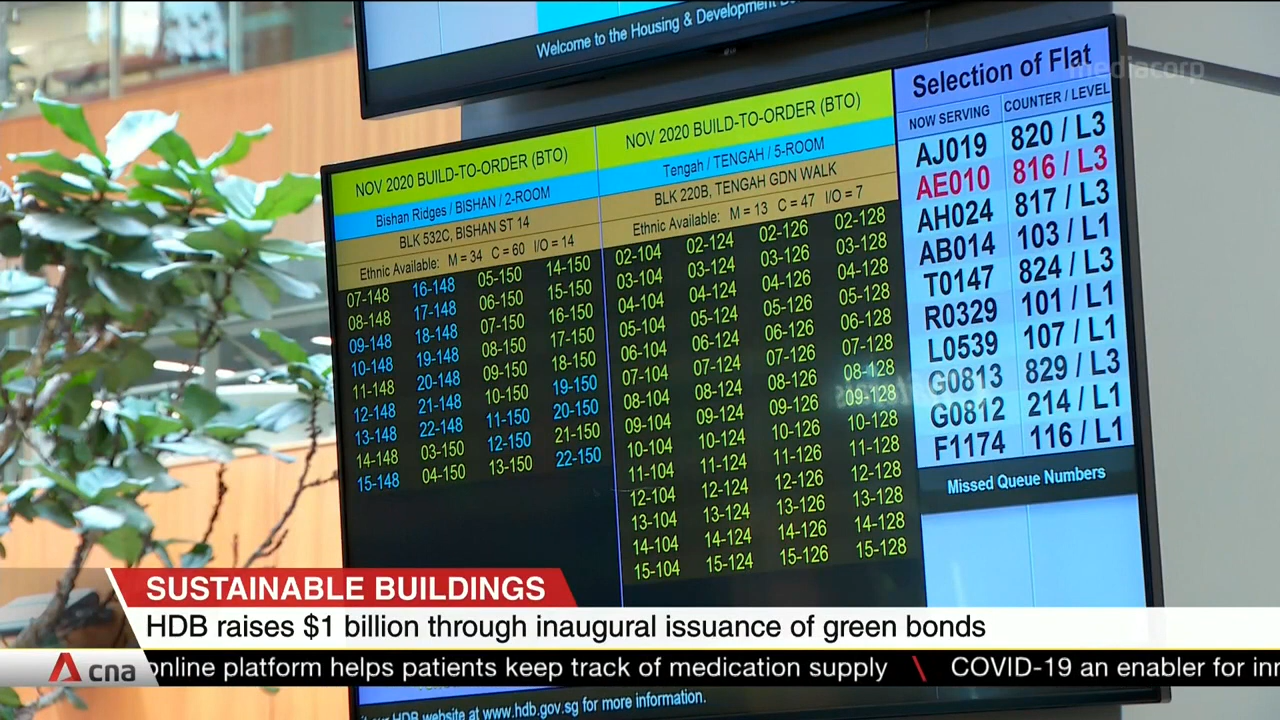 Welcome to the Housing & Development
mediacorp
NOV 2020 BUILD-TO-ORDER (BTO)
Bishan Ridges / BISHAN / 2-ROOM
BLK 532C, BISHAN ST 14
Ethnic Available: M = 34 C = 60 I/O = 14
07-148 16-148 05-150 14-150
08-148 17-148 06-150 15-150
09-148 18-148 07-150 16-150
10-148 19-148 08-150 17-150
11-148 20-148 09-150 18-150
12-148 21-148 10-150 19-150
13-148 22-148 11-150 20-150
14-148 03-150 12-150 21-150
15-148 04-150 13-150 22-150
NOV 2020 BUILD-TO-ORDER (BTO)
Tengah / TENGAH / 5-ROOM
BLK 220B, TENGAH GDN WALK
Ethnic Available: M = 13 C = 47 I/O = 7
02-104 02-124 02-126 02-128
03-104 03-124 03-126 03-128
04-104 04-124 04-126 04-128
05-104 05-124 05-126 05-128
06-104 06-124 06-126 06-128
07-104 07-124 07-126 07-128
08-104 08-124 08-126 08-128
09-104 09-124 09-126 09-128
10-104 10-124 10-126 10-128
11-104 11-124 11-126 11-128
12-104 12-124 12-126 12-128
13-104 13-124 13-126 13-128
14-104 14-124 14-126 14-128
15-104 15-124 15-126 15-128
Selection of Flat
NOW SERVING COUNTER / LEVEL
AJ019 820 / L3
AE010 816 / L3
AH024 817 / L3
AB014 103 / L1
T0147 824 / L3
R0329 101 / L1
L0539 107 / L1
G0813 829 / L3
G0812 214 / L1
F1174 116 / L1
Missed Queue Numbers
SUSTAINABLE BUILDINGS
HDB raises $1 billion through inaugural issuance of green bonds
cna online platform helps patients keep track of medication supply \ COVID-19 an enabler for
HDB website at www.hdb.gov.sg for more information.